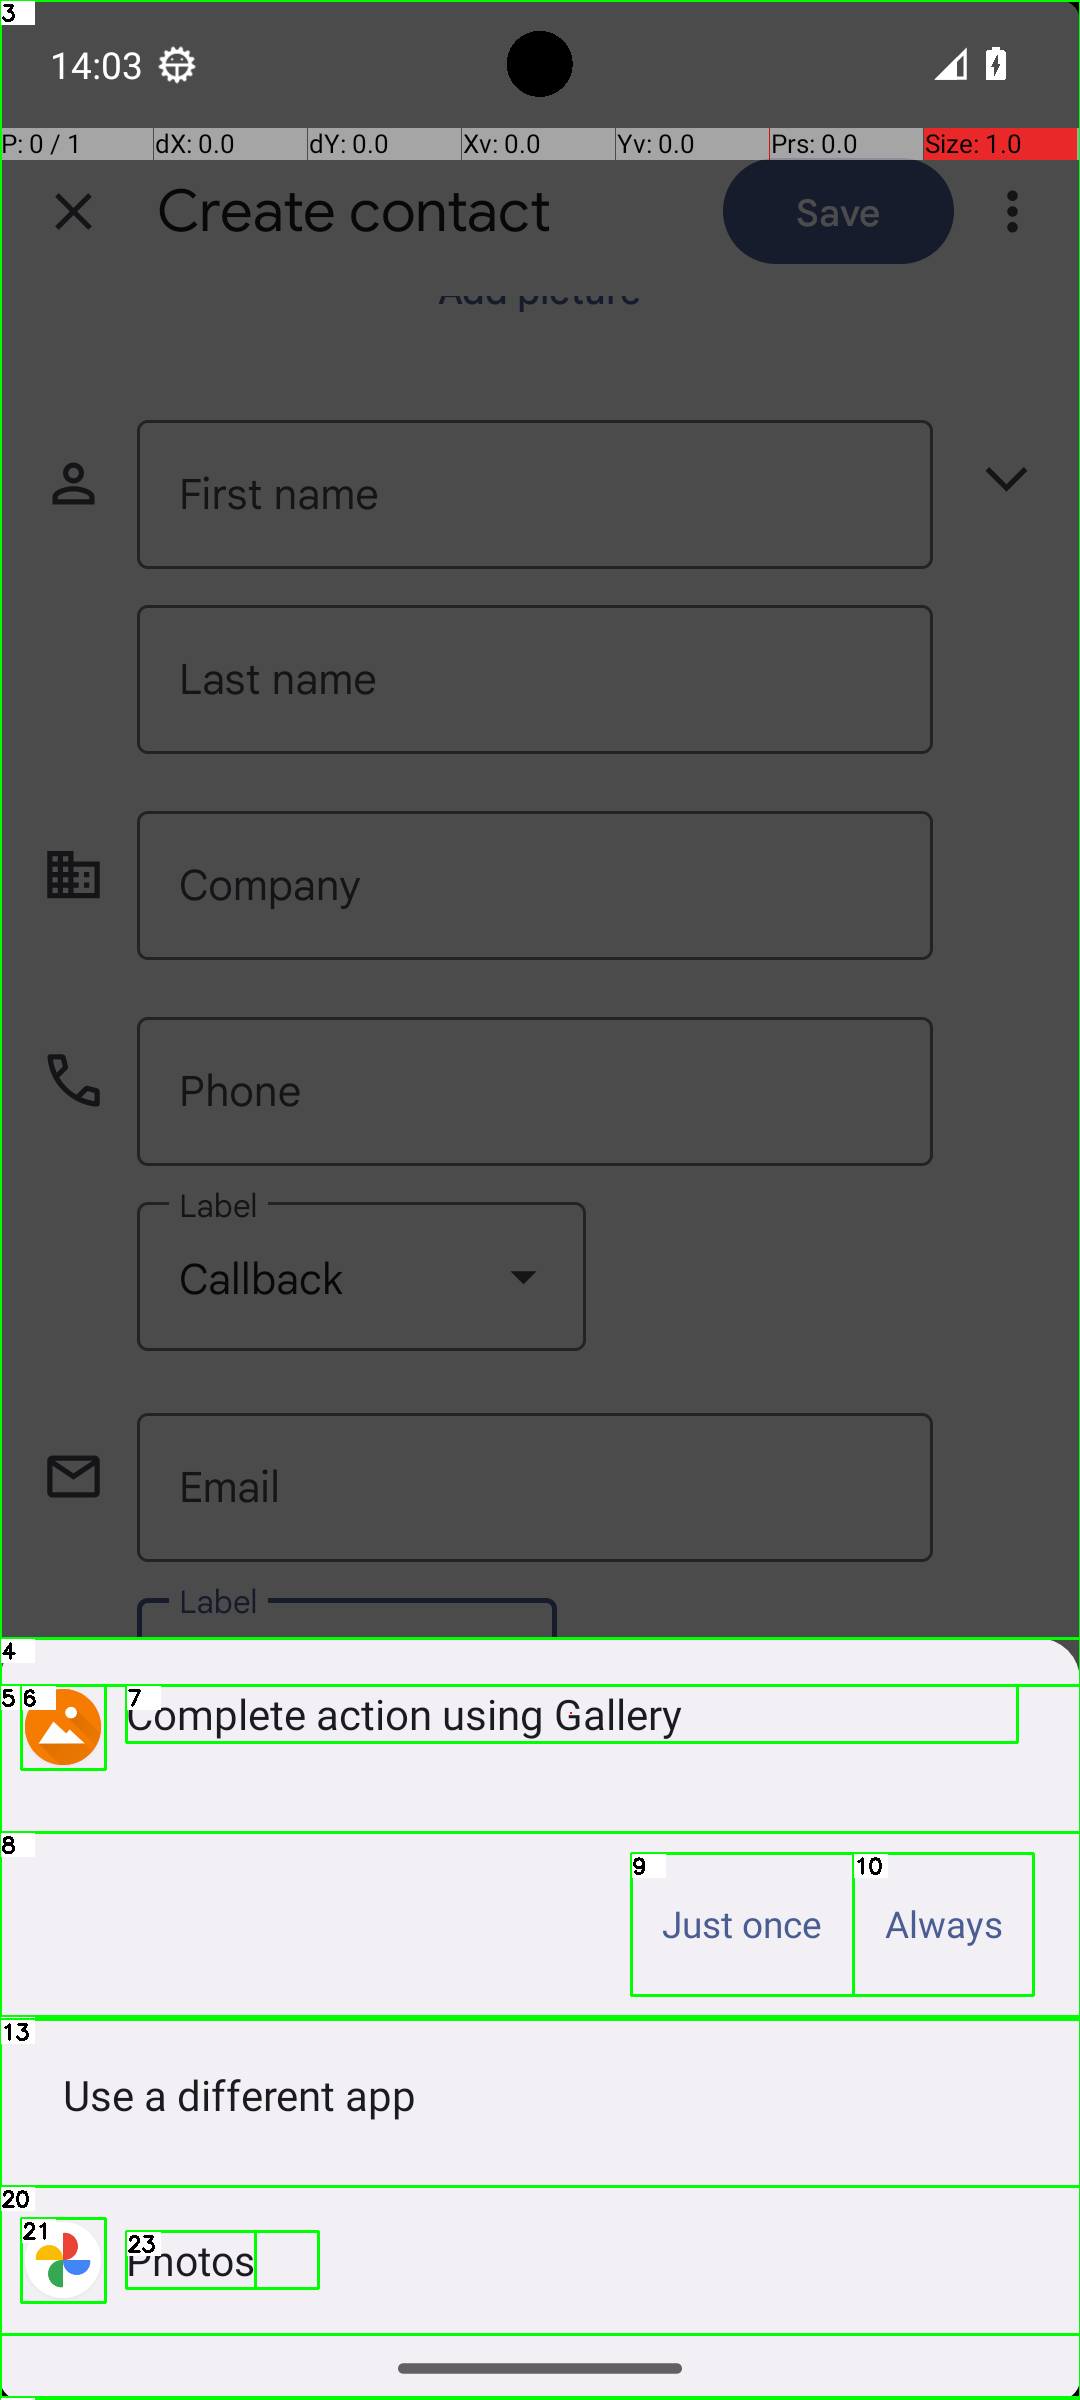 3
14:03
P: 0 / 1 dX: 0.0 dY: 0.0 Xv: 0.0 Yv: 0.0 Prs: 0.0 Size: 1.0
Create contact Save
Add picture
First name
Last name
Company
Phone
Label
Callback
Email
Label
4
5 6 7 Complete action using Gallery
8
9 10
Just once Always
13
Use a different app
20
21 23
Photos